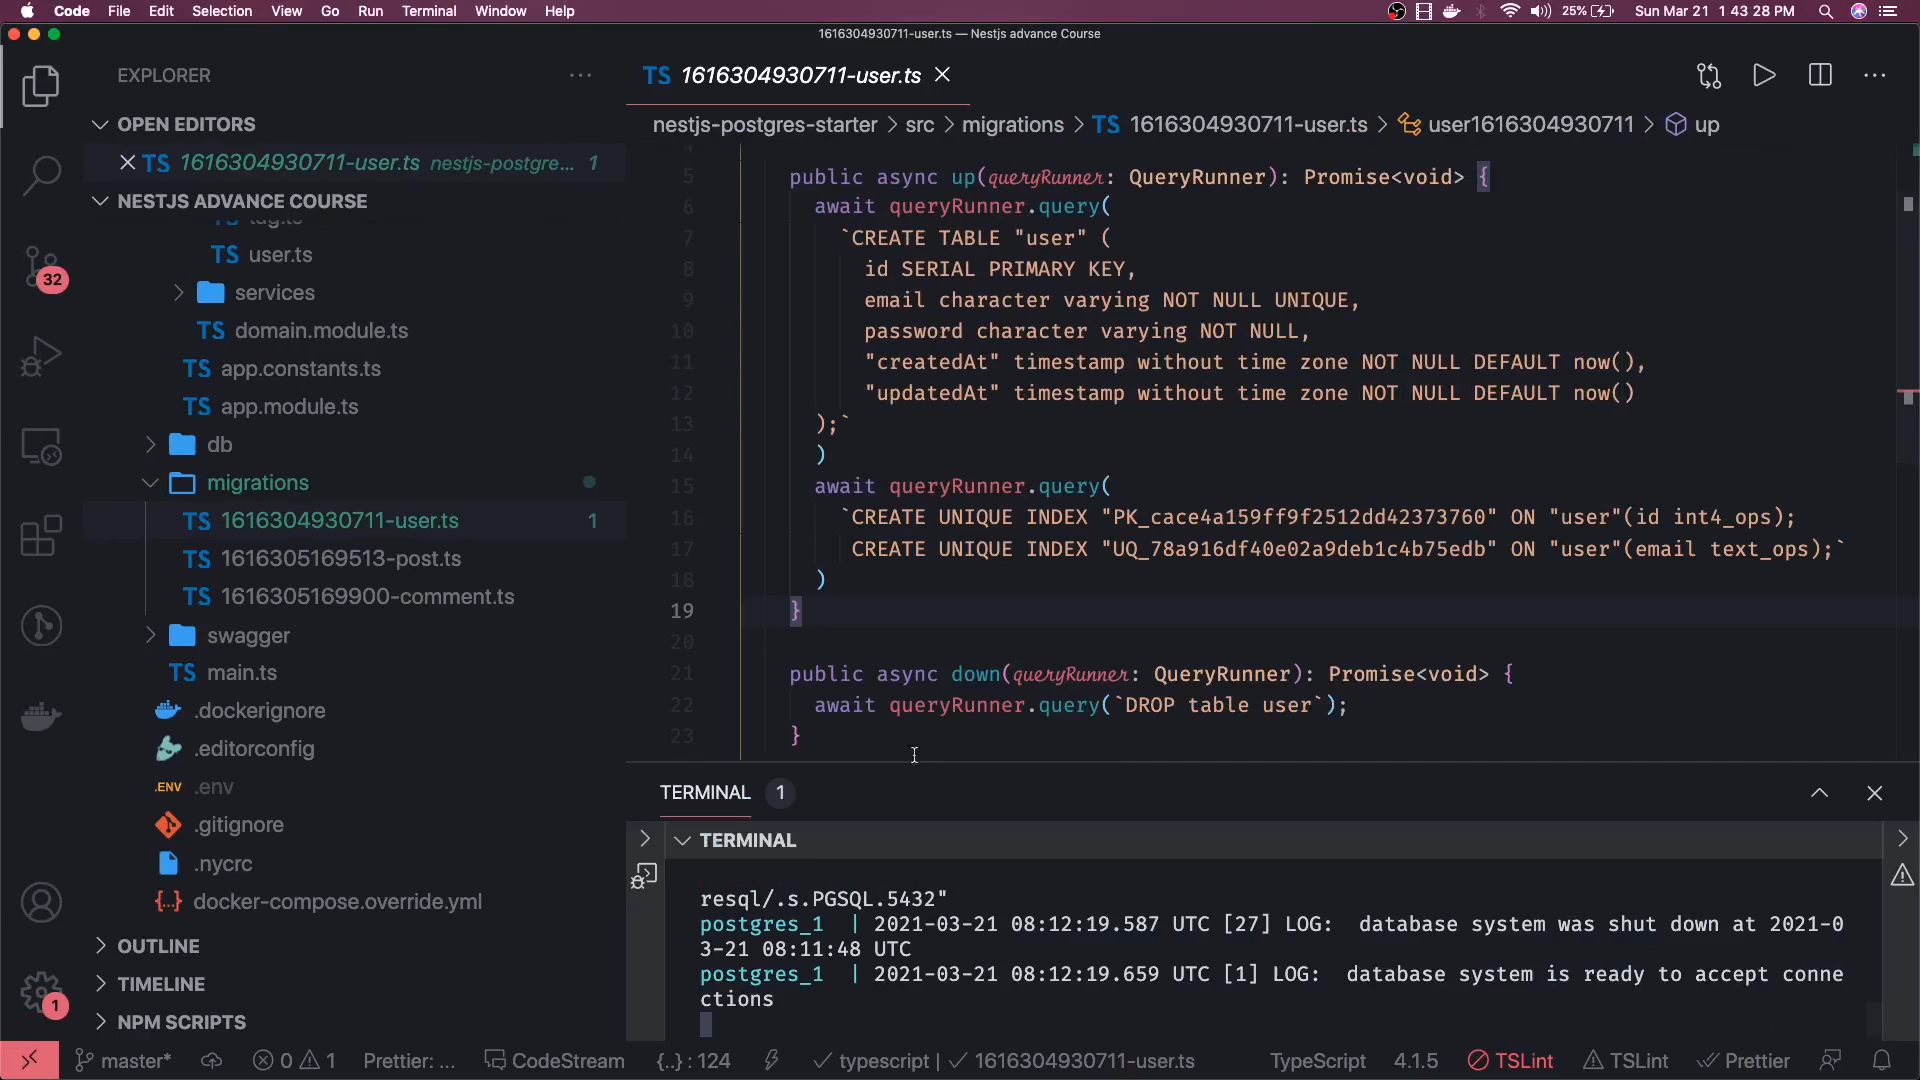 Code File Edit Selection View Go Run Terminal Window Help 25% Sun Mar 21 1 43 28 PM
1616304930711-user.ts — Nestjs advance Course
EXPLORER
TS 1616304930711-user.ts
OPEN EDITORS
TS 1616304930711-user.ts nestjs-postgre... 1
NESTJS ADVANCE COURSE
tag.ts
TS user.ts
services
TS domain.module.ts
TS app.constants.ts
TS app.module.ts
db
migrations
TS 1616304930711-user.ts 1
TS 1616305169513-post.ts
TS 1616305169900-comment.ts
swagger
TS main.ts
.dockerignore
.editorconfig
.ENV .env
.gitignore
.nycrc
docker-compose.override.yml
OUTLINE
TIMELINE
NPM SCRIPTS
32
1
nestjs-postgres-starter > src > migrations > TS 1616304930711-user.ts > user1616304930711 > up
4
5 public async up(queryRunner: QueryRunner): Promise<void> {
6 await queryRunner.query(
7 `CREATE TABLE "user" (
8 id SERIAL PRIMARY KEY,
9 email character varying NOT NULL UNIQUE,
10 password character varying NOT NULL,
11 "createdAt" timestamp without time zone NOT NULL DEFAULT now(),
12 "updatedAt" timestamp without time zone NOT NULL DEFAULT now()
13 );`
14 )
15 await queryRunner.query(
16 `CREATE UNIQUE INDEX "PK_cace4a159ff9f2512dd42373760" ON "user"(id int4_ops);
17 CREATE UNIQUE INDEX "UQ_78a916df40e02a9deb1c4b75edb" ON "user"(email text_ops);`
18 )
19 }
20
21 public async down(queryRunner: QueryRunner): Promise<void> {
22 await queryRunner.query(`DROP table user`);
23 }
TERMINAL 1
TERMINAL
resql/.s.PGSQL.5432"
postgres_1 | 2021-03-21 08:12:19.587 UTC [27] LOG: database system was shut down at 2021-0
3-21 08:11:48 UTC
postgres_1 | 2021-03-21 08:12:19.659 UTC [1] LOG: database system is ready to accept conne
ctions
master* 0 1 Prettier: ... CodeStream {..} : 124 typescript | 1616304930711-user.ts TypeScript 4.1.5 TSLint TSLint Prettier